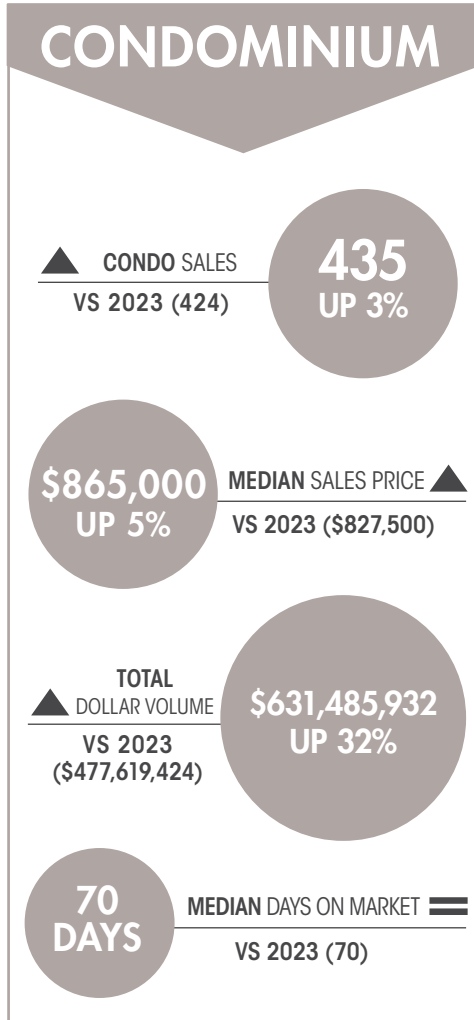 CONDOMINIUM
CONDO SALES
VS 2023 (424)
435
UP 3%
$865,000
UP 5%
MEDIAN SALES PRICE
VS 2023 ($827,500)
TOTAL
DOLLAR VOLUME
VS 2023
($477,619,424)
$631,485,932
UP 32%
70
DAYS
MEDIAN DAYS ON MARKET
VS 2023 (70)